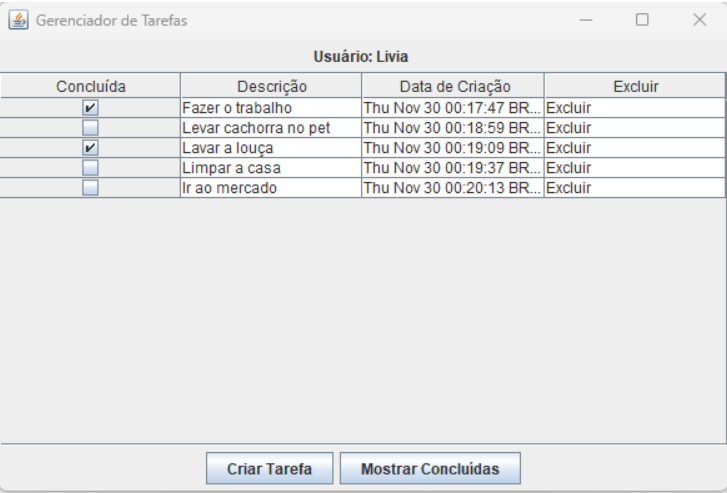 Gerenciador de Tarefas
Usuário: Livia
Concluída Descrição Data de Criação Excluir
Fazer o trabalho Thu Nov 30 00:17:47 BR... Excluir
Levar cachorra no pet Thu Nov 30 00:18:59 BR... Excluir
Lavar a louça Thu Nov 30 00:19:09 BR... Excluir
Limpar a casa Thu Nov 30 00:19:37 BR... Excluir
Ir ao mercado Thu Nov 30 00:20:13 BR... Excluir
Criar Tarefa Mostrar Concluídas